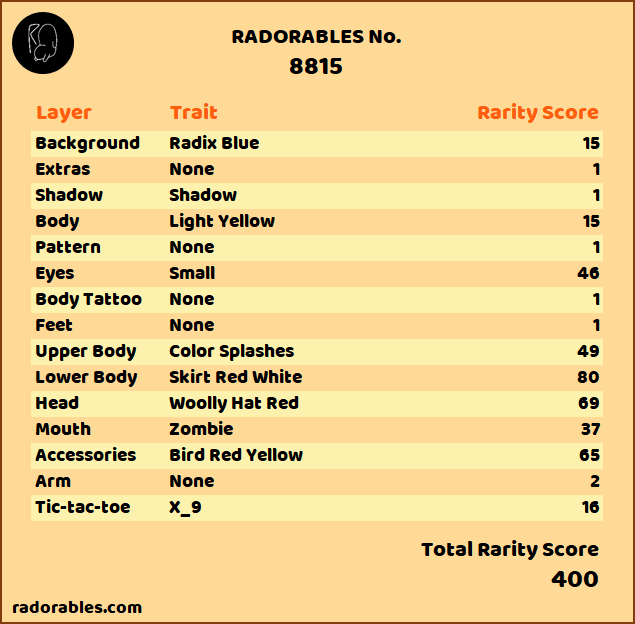 RADORABLES No.
8815
Layer Trait Rarity Score
Background Radix Blue 15
Extras None 1
Shadow Shadow 1
Body Light Yellow 15
Pattern None 1
Eyes Small 46
Body Tattoo None 1
Feet None 1
Upper Body Color Splashes 49
Lower Body Skirt Red White 80
Head Woolly Hat Red 69
Mouth Zombie 37
Accessories Bird Red Yellow 65
Arm None 2
Tic-tac-toe X_9 16
Total Rarity Score
400
radorables.com